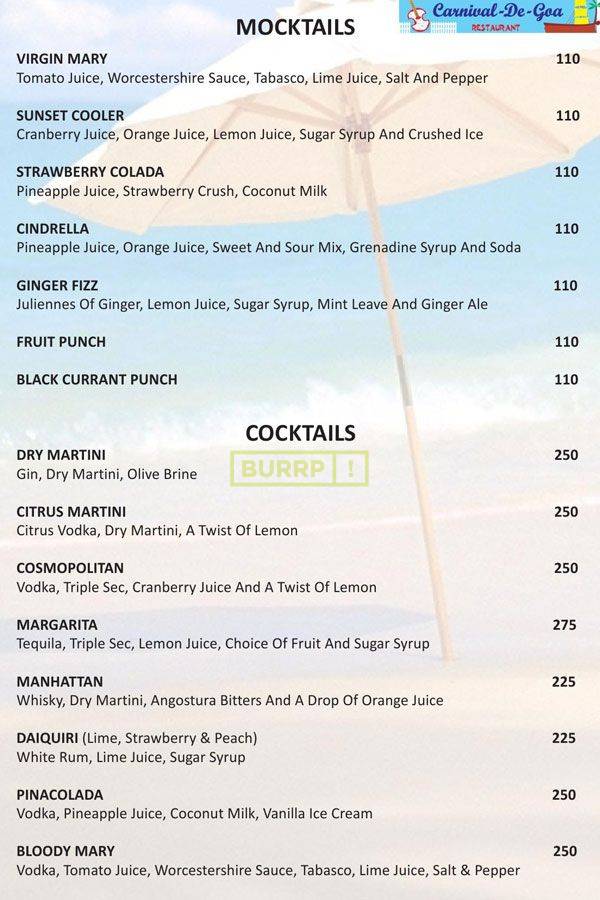 Carnival-De-Goa
RESTAURANT
MOCKTAILS
VIRGIN MARY 110
Tomato Juice, Worcestershire Sauce, Tabasco, Lime Juice, Salt And Pepper
SUNSET COOLER 110
Cranberry Juice, Orange Juice, Lemon Juice, Sugar Syrup And Crushed Ice
STRAWBERRY COLADA 110
Pineapple Juice, Strawberry Crush, Coconut Milk
CINDRELLA 110
Pineapple Juice, Orange Juice, Sweet And Sour Mix, Grenadine Syrup And Soda
GINGER FIZZ 110
Juliennes Of Ginger, Lemon Juice, Sugar Syrup, Mint Leave And Ginger Ale
FRUIT PUNCH 110
BLACK CURRANT PUNCH 110
COCKTAILS
DRY MARTINI 250
Gin, Dry Martini, Olive Brine
BURRP!
CITRUS MARTINI 250
Citrus Vodka, Dry Martini, A Twist Of Lemon
COSMOPOLITAN 250
Vodka, Triple Sec, Cranberry Juice And A Twist Of Lemon
MARGARITA 275
Tequila, Triple Sec, Lemon Juice, Choice Of Fruit And Sugar Syrup
MANHATTAN 225
Whisky, Dry Martini, Angostura Bitters And A Drop Of Orange Juice
DAIQUIRI (Lime, Strawberry & Peach) 225
White Rum, Lime Juice, Sugar Syrup
PINACOLADA 250
Vodka, Pineapple Juice, Coconut Milk, Vanilla Ice Cream
BLOODY MARY 250
Vodka, Tomato Juice, Worcestershire Sauce, Tabasco, Lime Juice, Salt & Pepper